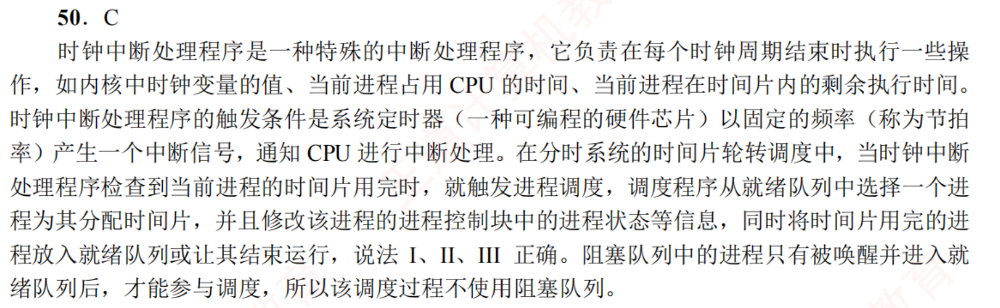 50. C
时钟中断处理程序是一种特殊的中断处理程序，它负责在每个时钟周期结束时执行一些操
作，如内核中时钟变量的值、当前进程占用 CPU 的时间、当前进程在时间片内的剩余执行时间。
时钟中断处理程序的触发条件是系统定时器（一种可编程的硬件芯片）以固定的频率（称为节拍
率）产生一个中断信号，通知 CPU 进行中断处理。在分时系统的时间片轮转调度中，当时钟中断
处理程序检查到当前进程的时间片用完时，就触发进程调度，调度程序从就绪队列中选择一个进
程为其分配时间片，并且修改该进程的进程控制块中的进程状态等信息，同时将时间片用完的进
程放入就绪队列或让其结束运行，说法 I、II、III 正确。阻塞队列中的进程只有被唤醒并进入就
绪队列后，才能参与调度，所以该调度过程不使用阻塞队列。